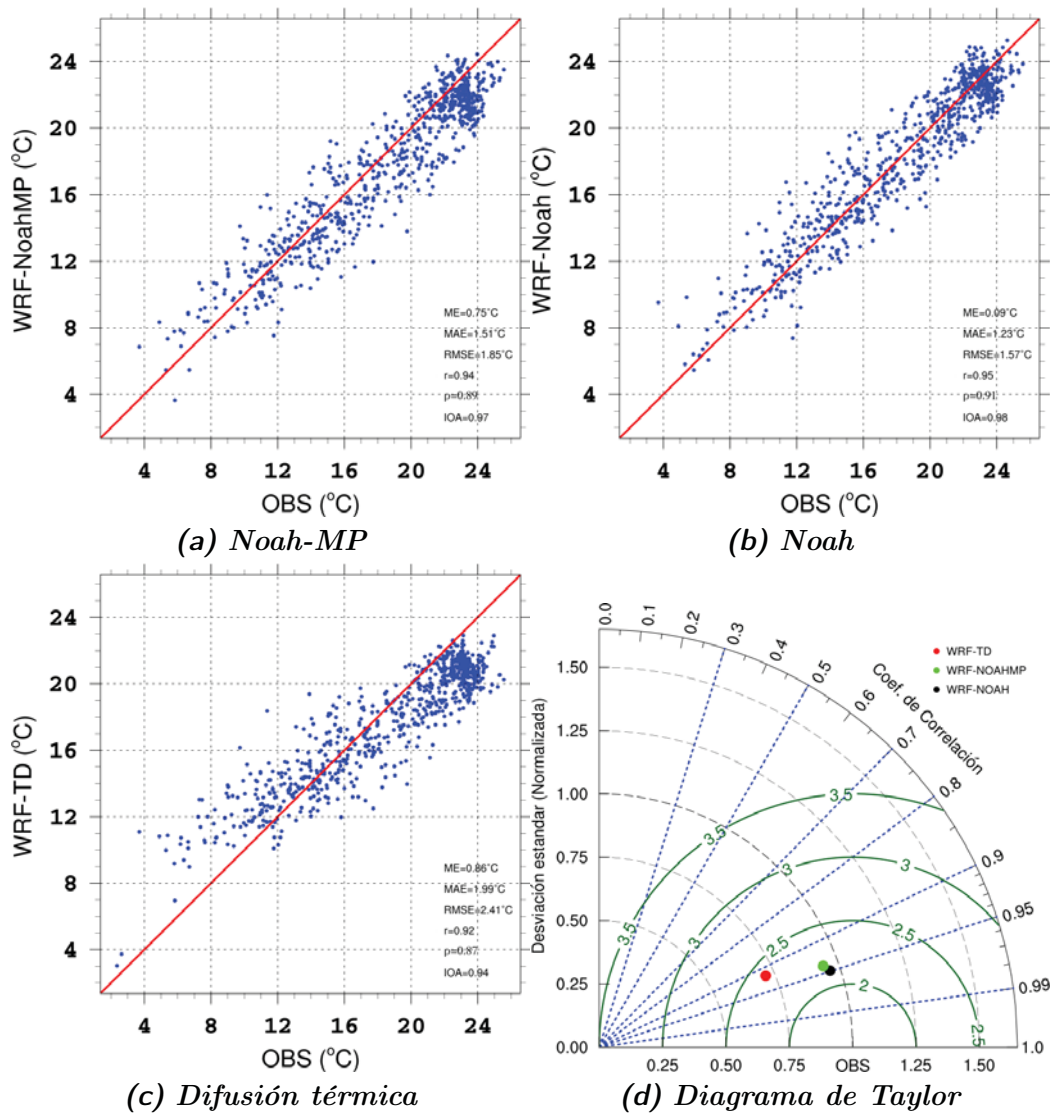 WRF-NoahMP (°C)
24
20
16
12
8
4
ME=0.75°C
MAE=1.51°C
RMSE=1.85°C
r=0.94
ρ=0.89
IOA=0.97
4 8 12 16 20 24
OBS (°C)
(a) Noah-MP
WRF-Noah (°C)
24
20
16
12
8
4
ME=0.09°C
MAE=1.23°C
RMSE=1.57°C
r=0.95
ρ=0.91
IOA=0.98
4 8 12 16 20 24
OBS (°C)
(b) Noah
WRF-TD (°C)
24
20
16
12
8
4
ME=0.86°C
MAE=1.99°C
RMSE=2.41°C
r=0.92
ρ=0.87
IOA=0.94
4 8 12 16 20 24
OBS (°C)
(c) Difusión térmica
Desviación estandar (Normalizada)
1.50
1.25
1.00
0.75
0.50
0.25
0.00
0.25 0.50 0.75 OBS 1.25 1.50
0.0
0.1
0.2
0.3
0.4
0.5
0.6
0.7
0.8
0.9
0.95
0.99
1.0
Coef. de Correlación
WRF-TD
WRF-NOAHMP
WRF-NOAH
3.5
3.5
3.5
3
3
3
2.5
2.5
2.5
2
(d) Diagrama de Taylor